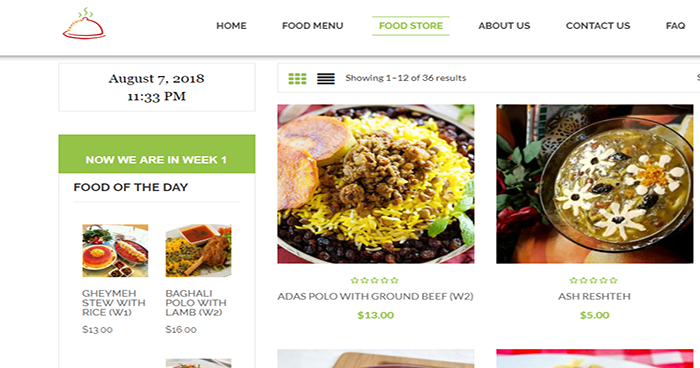 HOME FOOD MENU FOOD STORE ABOUT US CONTACT US FAQ
August 7, 2018
11:33 PM
Showing 1–12 of 36 results
NOW WE ARE IN WEEK 1
FOOD OF THE DAY
GHEYMEH
STEW WITH
RICE (W1)
$13.00
BAGHALI
POLO WITH
LAMB (W2)
$16.00
ADAS POLO WITH GROUND BEEF (W2)
$13.00
ASH RESHTEH
$5.00